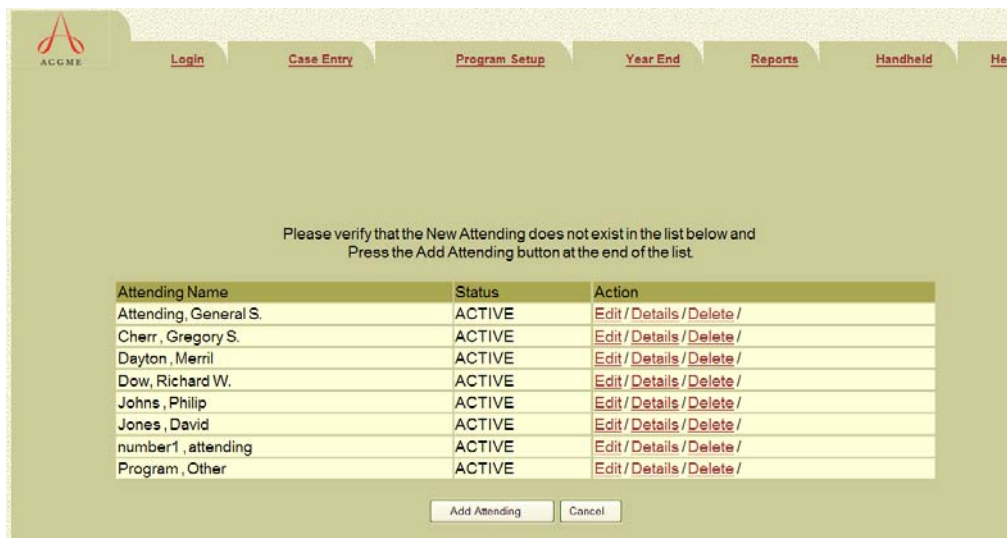 ACGME
Login Case Entry Program Setup Year End Reports Handheld He
Please verify that the New Attending does not exist in the list below and
Press the Add Attending button at the end of the list.
Attending Name Status Action
Attending, General S. ACTIVE Edit / Details / Delete /
Cherr , Gregory S. ACTIVE Edit / Details / Delete /
Dayton , Merril ACTIVE Edit / Details / Delete /
Dow, Richard W. ACTIVE Edit / Details / Delete /
Johns , Philip ACTIVE Edit / Details / Delete /
Jones , David ACTIVE Edit / Details / Delete /
number1 , attending ACTIVE Edit / Details / Delete /
Program , Other ACTIVE Edit / Details / Delete /
Add Attending Cancel